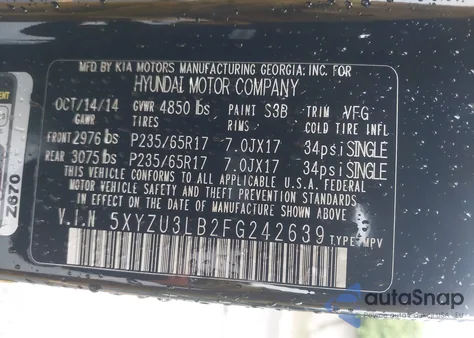 MFD BY KIA MOTORS MANUFACTURING GEORGIA: INC. FOR
HYUNDAI MOTOR COMPANY
OCT/14/14 GVWR 4850 lbs PAINT S3B TRIM VFG
GAWR TIRES RIMS COLD TIRE INFL
FRONT 2976 lbs P235/65R17 7.0JX17 34psi SINGLE
REAR 3075 lbs P235/65R17 7.0JX17 34psi SINGLE
THIS VEHICLE CONFORMS TO ALL APPLICABLE U.S.A. FEDERAL
MOTOR VEHICLE SAFETY, BUMPER, AND THEFT PREVENTION
STANDARDS IN EFFECT ON THE DATE OF MANUFACTURE SHOWN ABOVE.
V.I.N 5XYZU3LB2FG242639 TYPE:MPV
Z670
autoSnap